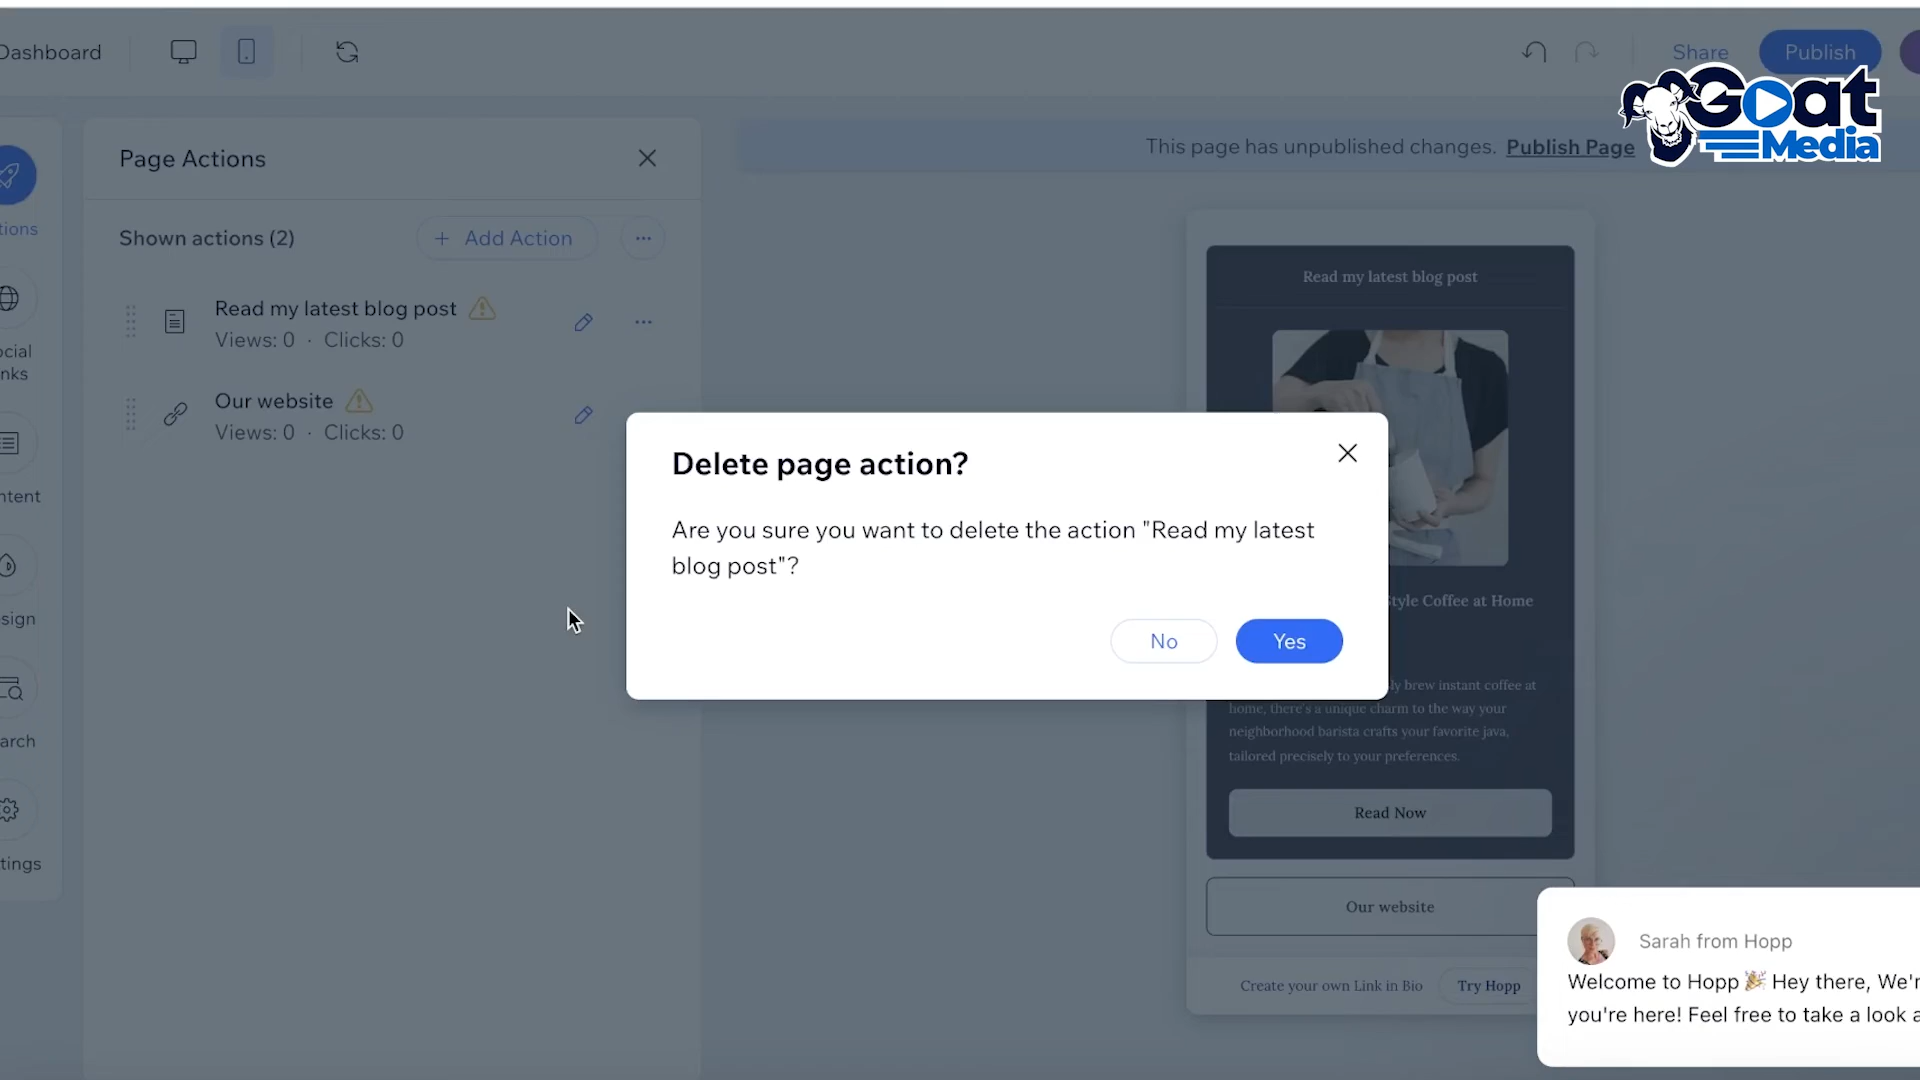 Dashboard
Share
Publish
Goat
Media
Page Actions
This page has unpublished changes. Publish Page
Shown actions (2)
+ Add Action
Read my latest blog post
Views: 0 · Clicks: 0
Our website
Views: 0 · Clicks: 0
tions
ocial
nks
ntent
sign
arch
tings
Delete page action?
Are you sure you want to delete the action "Read my latest
blog post"?
No
Yes
Read my latest blog post
Style Coffee at Home
ly brew instant coffee at
home, there's a unique charm to the way your
neighborhood barista crafts your favorite java,
tailored precisely to your preferences.
Read Now
Our website
Create your own Link in Bio
Try Hopp
Sarah from Hopp
Welcome to Hopp 🎉 Hey there, We'r
you're here! Feel free to take a look a